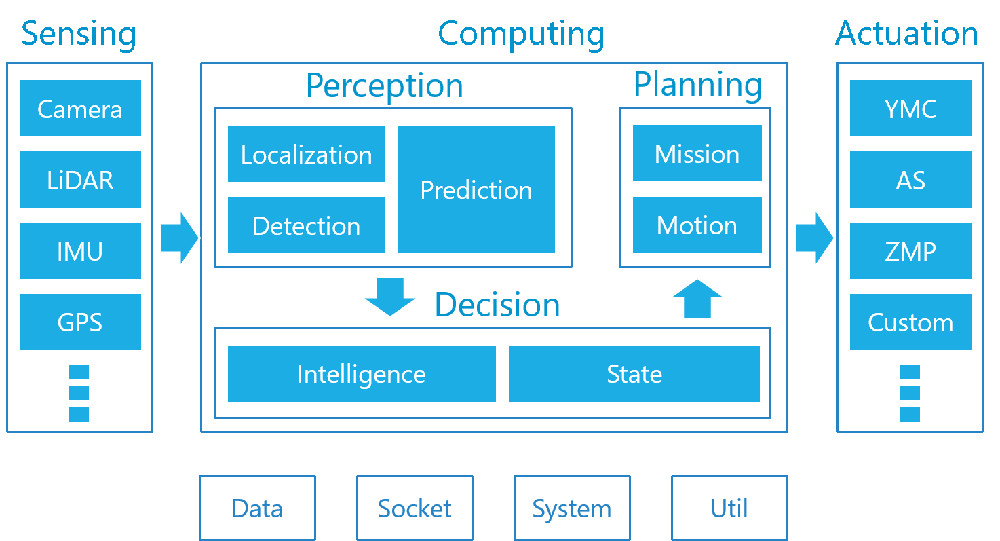 Sensing
Camera
LiDAR
IMU
GPS
Computing
Perception
Localization
Detection
Prediction
Planning
Mission
Motion
Decision
Intelligence
State
Actuation
YMC
AS
ZMP
Custom
Data
Socket
System
Util